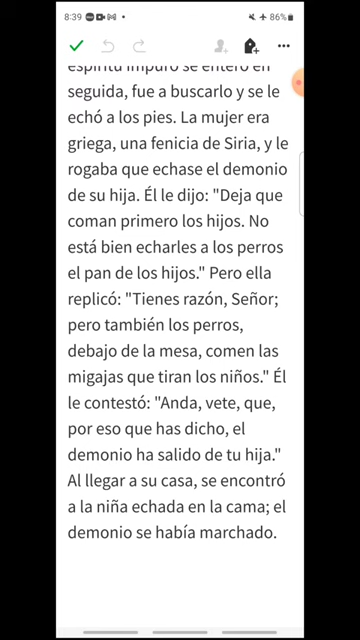 8:39
86%
espíritu impuro se enteró en
seguida, fue a buscarlo y se le
echó a los pies. La mujer era
griega, una fenicia de Siria, y le
rogaba que echase el demonio
de su hija. Él le dijo: "Deja que
coman primero los hijos. No
está bien echarles a los perros
el pan de los hijos." Pero ella
replicó: "Tienes razón, Señor;
pero también los perros,
debajo de la mesa, comen las
migajas que tiran los niños." Él
le contestó: "Anda, vete, que,
por eso que has dicho, el
demonio ha salido de tu hija."
Al llegar a su casa, se encontró
a la niña echada en la cama; el
demonio se había marchado.